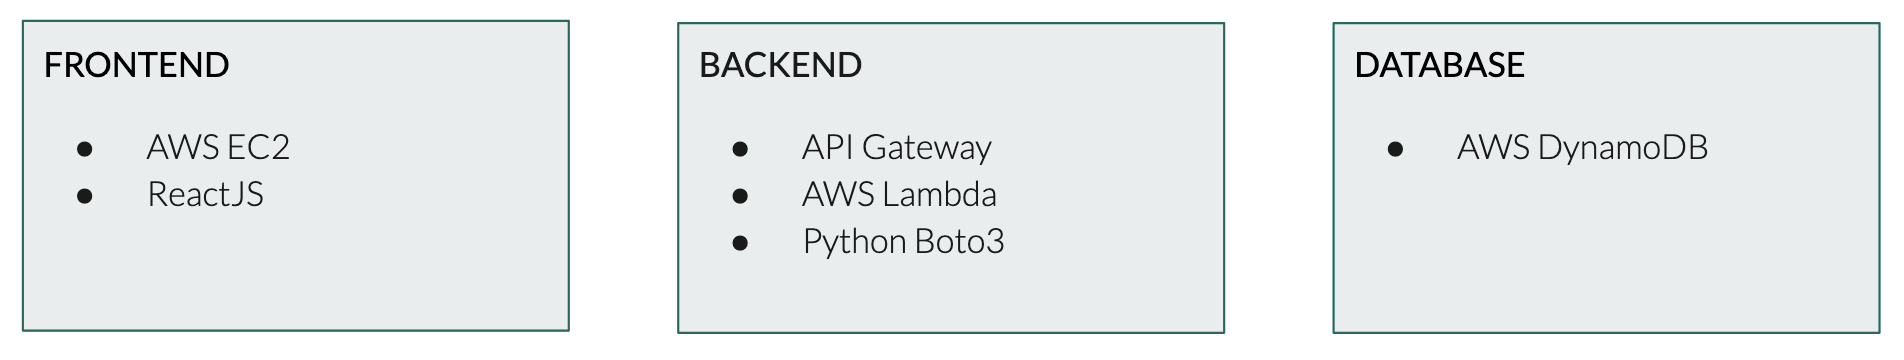 FRONTEND
● AWS EC2
● ReactJS
BACKEND
● API Gateway
● AWS Lambda
● Python Boto3
DATABASE
● AWS DynamoDB